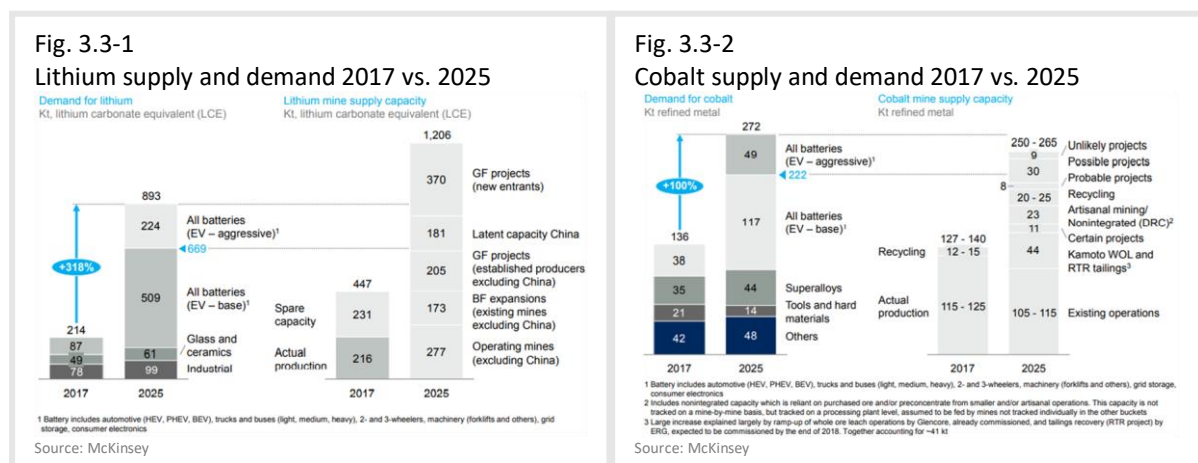 Fig. 3.3-1
Lithium supply and demand 2017 vs. 2025
Demand for lithium
Kt, lithium carbonate equivalent (LCE)
Lithium mine supply capacity
Kt, lithium carbonate equivalent (LCE)
1,206
370
GF projects
(new entrants)
893
224
All batteries
(EV – aggressive)1
669
181
Latent capacity China
+318%
205
GF projects
(established producers
excluding China)
509
All batteries
(EV – base)1
447
Spare
capacity
231
173
BF expansions
(existing mines
excluding China)
214
87
49
78
61
Glass and
ceramics
99
Industrial
Actual
production
216
277
Operating mines
(excluding China)
2017
2025
2017
2025
1 Battery includes automotive (HEV, PHEV, BEV), trucks and buses (light, medium, heavy), 2- and 3-wheelers, machinery (forklifts and others), grid
storage, consumer electronics
Source: McKinsey
Fig. 3.3-2
Cobalt supply and demand 2017 vs. 2025
Demand for cobalt
Kt refined metal
Cobalt mine supply capacity
Kt refined metal
272
49
All batteries
(EV – aggressive)1
222
+100%
117
All batteries
(EV – base)1
136
38
35
44
Superalloys
21
14
Tools and hard
materials
42
48
Others
2017
2025
127 - 140
Recycling
12 - 15
Actual
production
115 - 125
250 - 265
9
Unlikely projects
Possible projects
30
Probable projects
8
Recycling
20 - 25
Artisanal mining/
Nonintegrated (DRC)2
23
11
Certain projects
44
Kamoto WOL and
RTR tailings3
105 - 115
Existing operations
2017
2025
1 Battery includes automotive (HEV, PHEV, BEV), trucks and buses (light, medium, heavy), 2- and 3-wheelers, machinery (forklifts and others), grid storage,
consumer electronics
2 Includes nonintegrated capacity which is reliant on purchased ore and/or preconcentrate from smaller and/or artisanal operations. This capacity is not
tracked on a mine-by-mine basis, but tracked on a processing plant level, assumed to be fed by mines not tracked individually in the other buckets
3 Large increase explained largely by ramp-up of whole ore leach operations by Glencore, already commissioned, and tailings recovery (RTR project) by
ERG, expected to be commissioned by the end of 2018. Together accounting for ~41 kt
Source: McKinsey